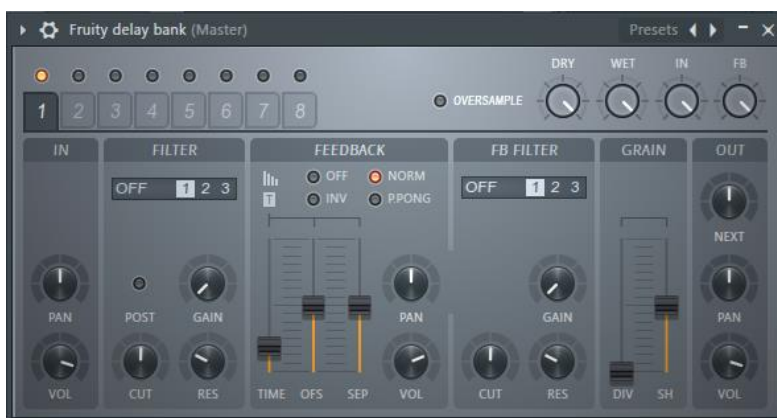 Fruity delay bank (Master) Presets
DRY WET IN FB
OVERSAMPLE
1 2 3 4 5 6 7 8
IN FILTER FEEDBACK FB FILTER GRAIN OUT
OFF 1 2 3 OFF NORM OFF 1 2 3
T INV P.PONG
NEXT
PAN POST GAIN PAN GAIN PAN
VOL CUT RES TIME OFS SEP VOL CUT RES DIV SH VOL